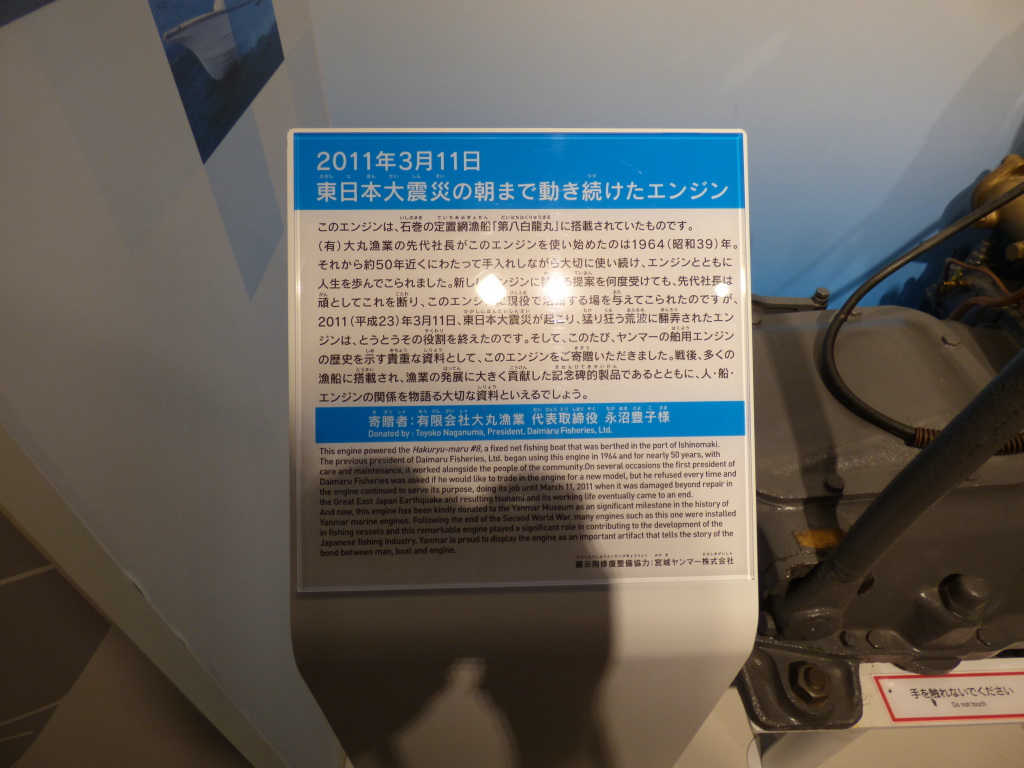 2011年3月11日
東日本大震災の朝まで動き続けたエンジン
このエンジンは、石巻の定置網漁船「第八白龍丸」に搭載されていたものです。
(有)大丸漁業の先代社長がこのエンジンを使い始めたのは1964(昭和39)年。
それから約50年近くにわたって手入れしながら大切に使い続け、エンジンとともに
人生を歩んでこられました。新しいエンジンに 提案を何度受けても、先代社長は
頑としてこれを断り、このエンジンに現役で活躍する場を与えてこられたのですが、
2011(平成23)年3月11日、東日本大震災が起こり、猛り狂う荒波に翻弄されたエン
ジンは、とうとうその役割を終えたのです。そして、このたび、ヤンマーの舶用エンジン
の歴史を示す貴重な資料として、このエンジンをご寄贈いただきました。戦後、多くの
漁船に搭載され、漁業の発展に大きく貢献した記念碑的製品であるとともに、人・船・
エンジンの関係を物語る大切な資料といえるでしょう。
寄贈者:有限会社大丸漁業 代表取締役 永沼豊子様
Donated by : Toyoko Naganuma, President, Daimaru Fisheries, Ltd.
This engine powered the Hakuryu-maru #8, a fixed net fishing boat that was berthed in the port of Ishinomaki.
The previous president of Daimaru Fisheries, Ltd. began using this engine in 1964 and for nearly 50 years, with
care and maintenance, it worked alongside the people of the community.On several occasions the first president of
Daimaru Fisheries was asked if he would like to trade in the engine for a new model, but he refused every time and
the engine continued to serve its purpose, doing its job until March 11, 2011 when it was damaged beyond repair in
the Great East Japan Earthquake and resulting tsunami and its working life eventually came to an end.
And now, this engine has been kindly donated to the Yanmar Museum as an significant milestone in the history of
Yanmar marine engines. Following the end of the Second World War, many engines such as this one were installed
in fishing vessels and this remarkable engine played a significant role in contributing to the development of the
Japanese fishing industry. Yanmar is proud to display the engine as an important artifact that tells the story of the
bond between man, boat and engine.
展示用修復整備協力:宮城ヤンマー株式会社
手を触れないでください
Do not touch.